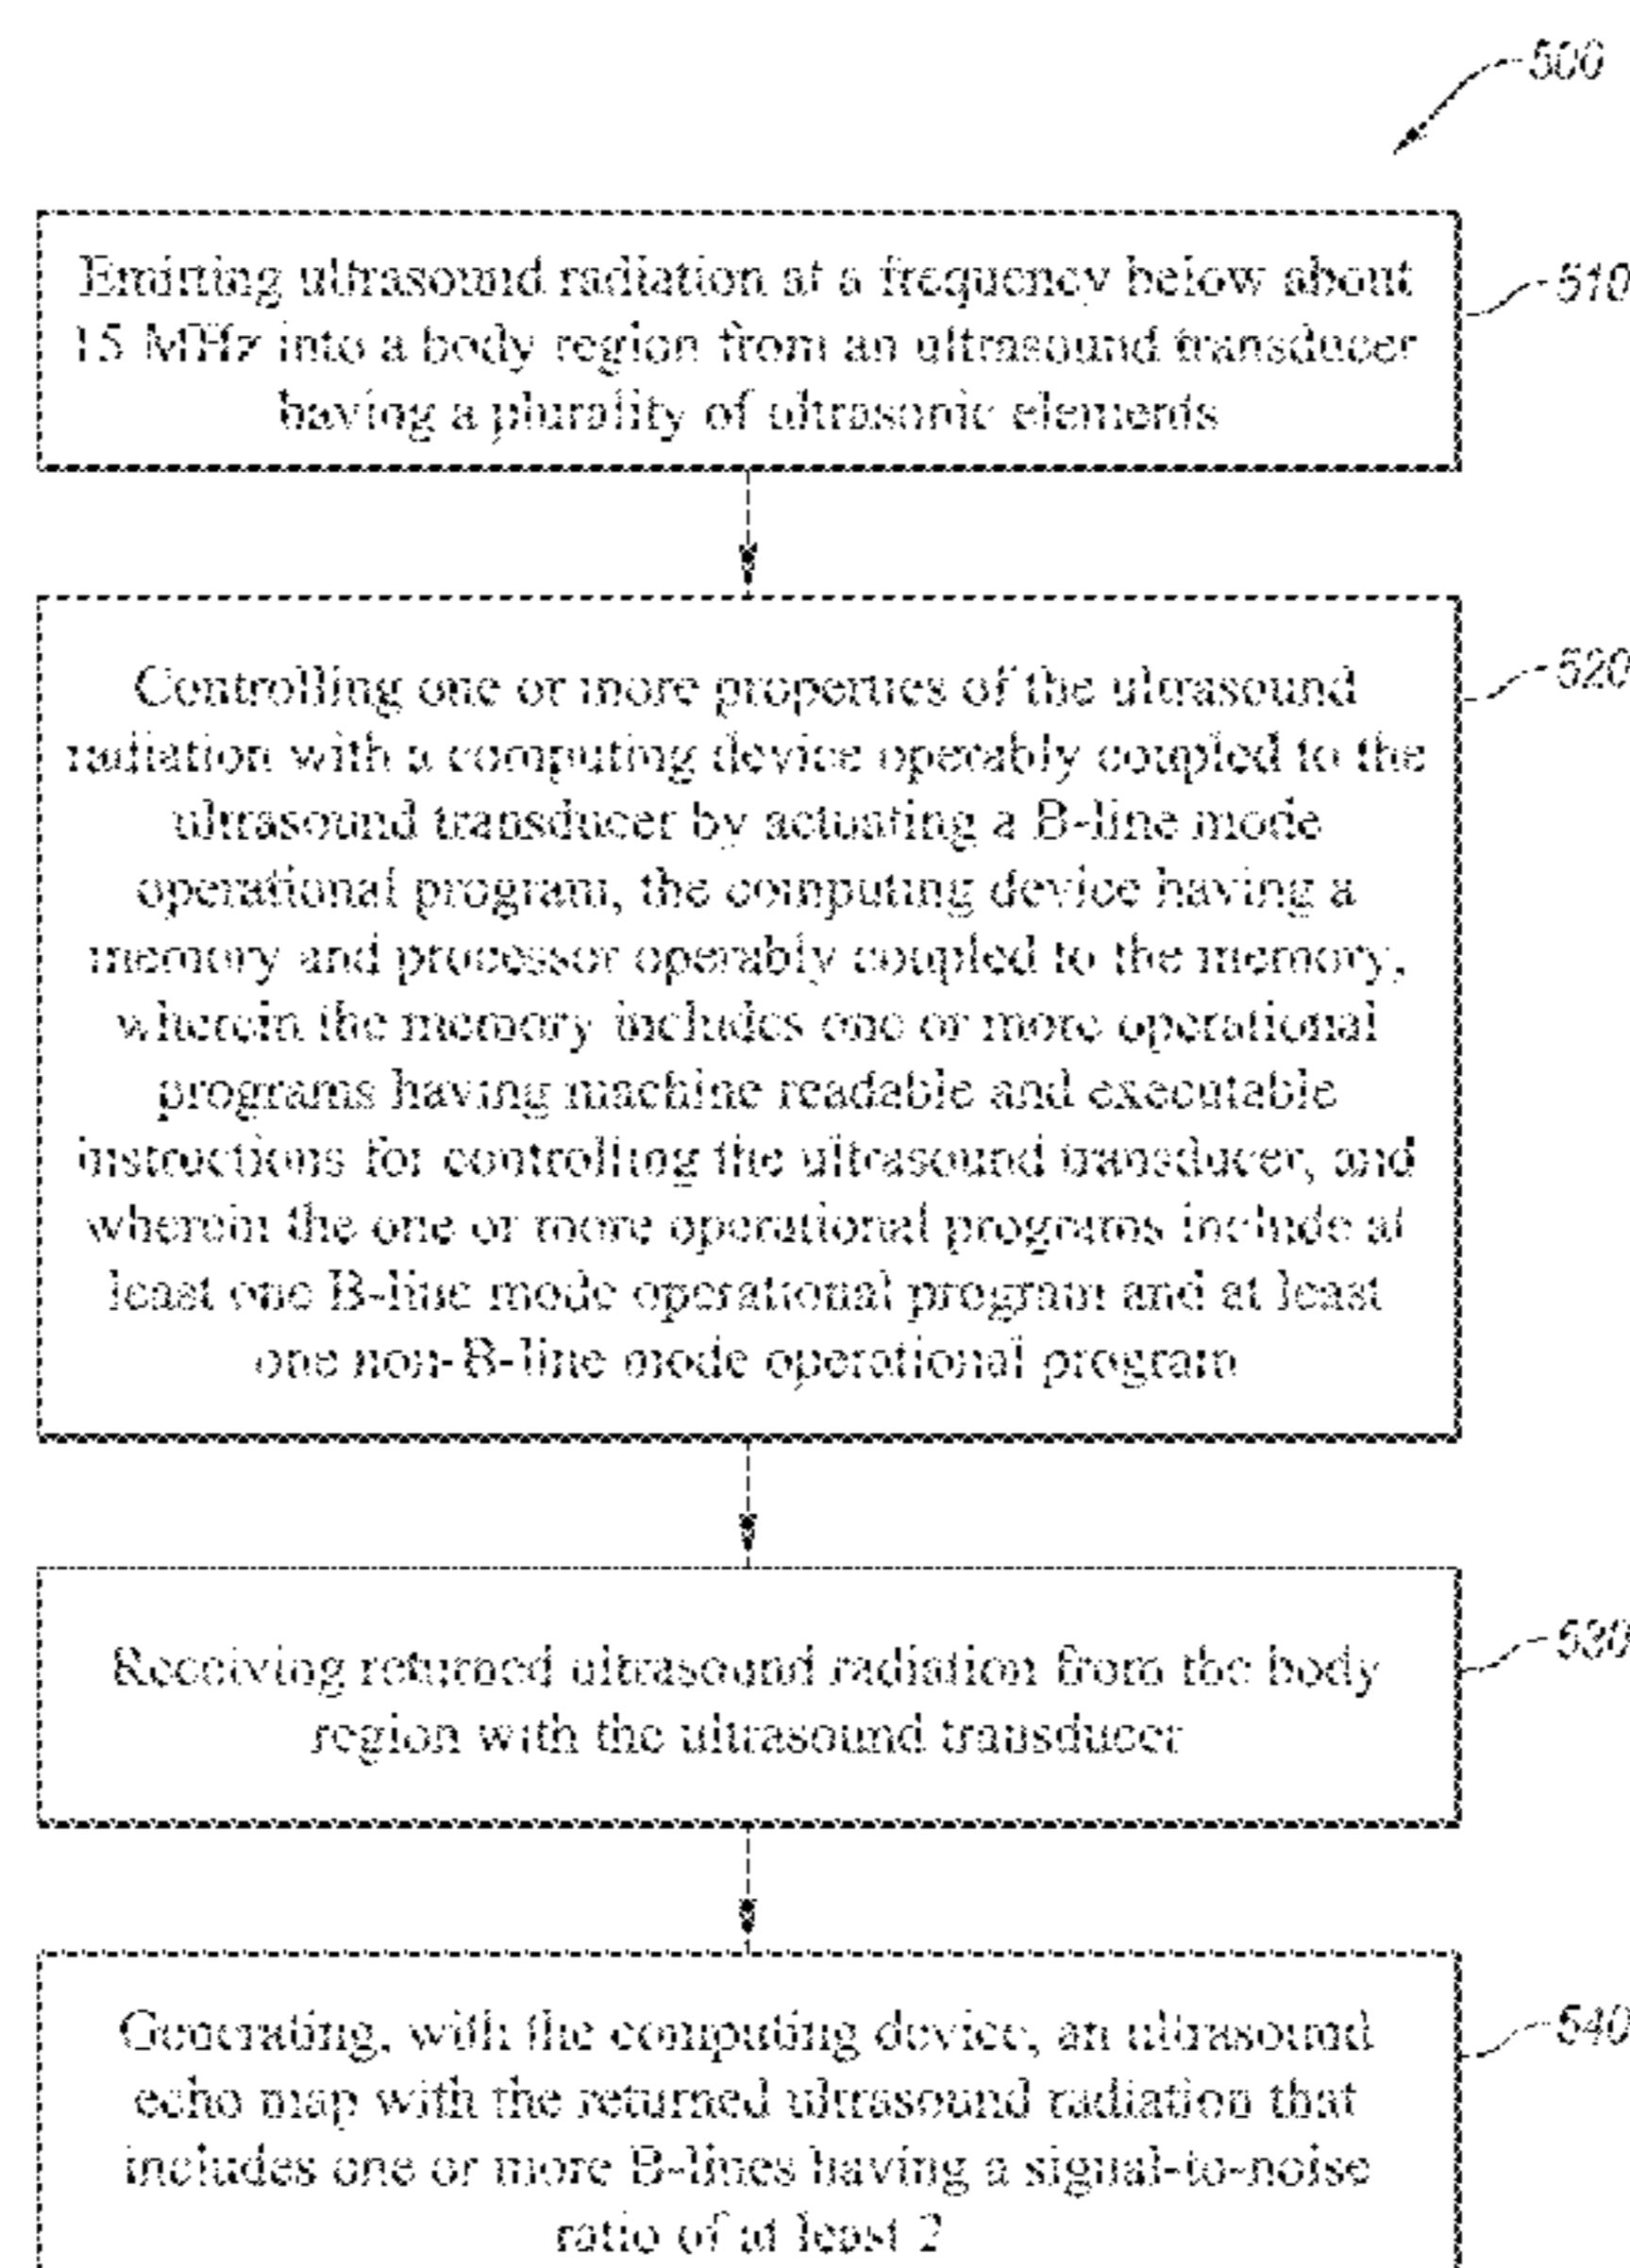 500
Emitting ultrasound radiation at a frequency below about
15 MHz into a body region from an ultrasound transducer
having a plurality of ultrasonic elements
510
Controlling one or more properties of the ultrasound
radiation with a computing device operably coupled to the
ultrasound transducer by actuating a B-line mode
operational program, the computing device having a
memory and processor operably coupled to the memory,
wherein the memory includes one or more operational
programs having machine readable and executable
instructions for controlling the ultrasound transducer, and
wherein the one or more operational programs include at
least one B-line mode operational program and at least
one non-B-line mode operational program
520
Receiving returned ultrasound radiation from the body
region with the ultrasound transducer
530
Generating, with the computing device, an ultrasound
echo map with the returned ultrasound radiation that
includes one or more B-lines having a signal-to-noise
ratio of at least 2
540